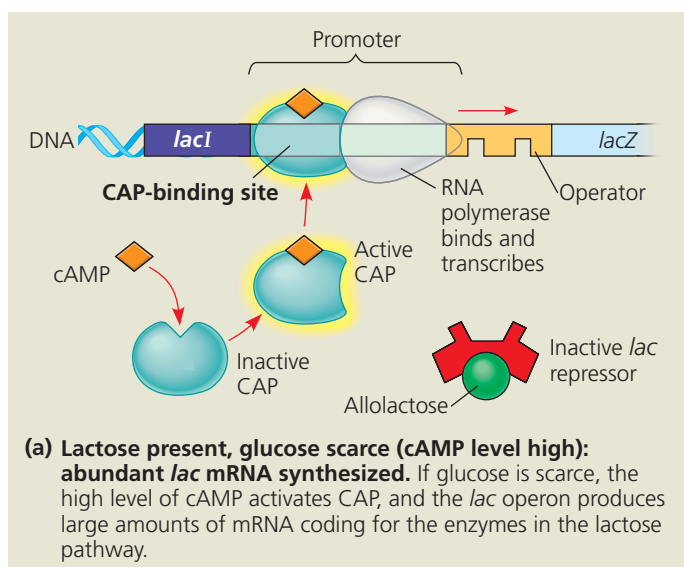 Promoter
DNA
lacI
lacZ
CAP-binding site
RNA
polymerase
binds and
transcribes
Operator
Active
CAP
cAMP
Inactive
CAP
Inactive lac
repressor
Allolactose
(a) Lactose present, glucose scarce (cAMP level high):
abundant lac mRNA synthesized. If glucose is scarce, the
high level of cAMP activates CAP, and the lac operon produces
large amounts of mRNA coding for the enzymes in the lactose
pathway.